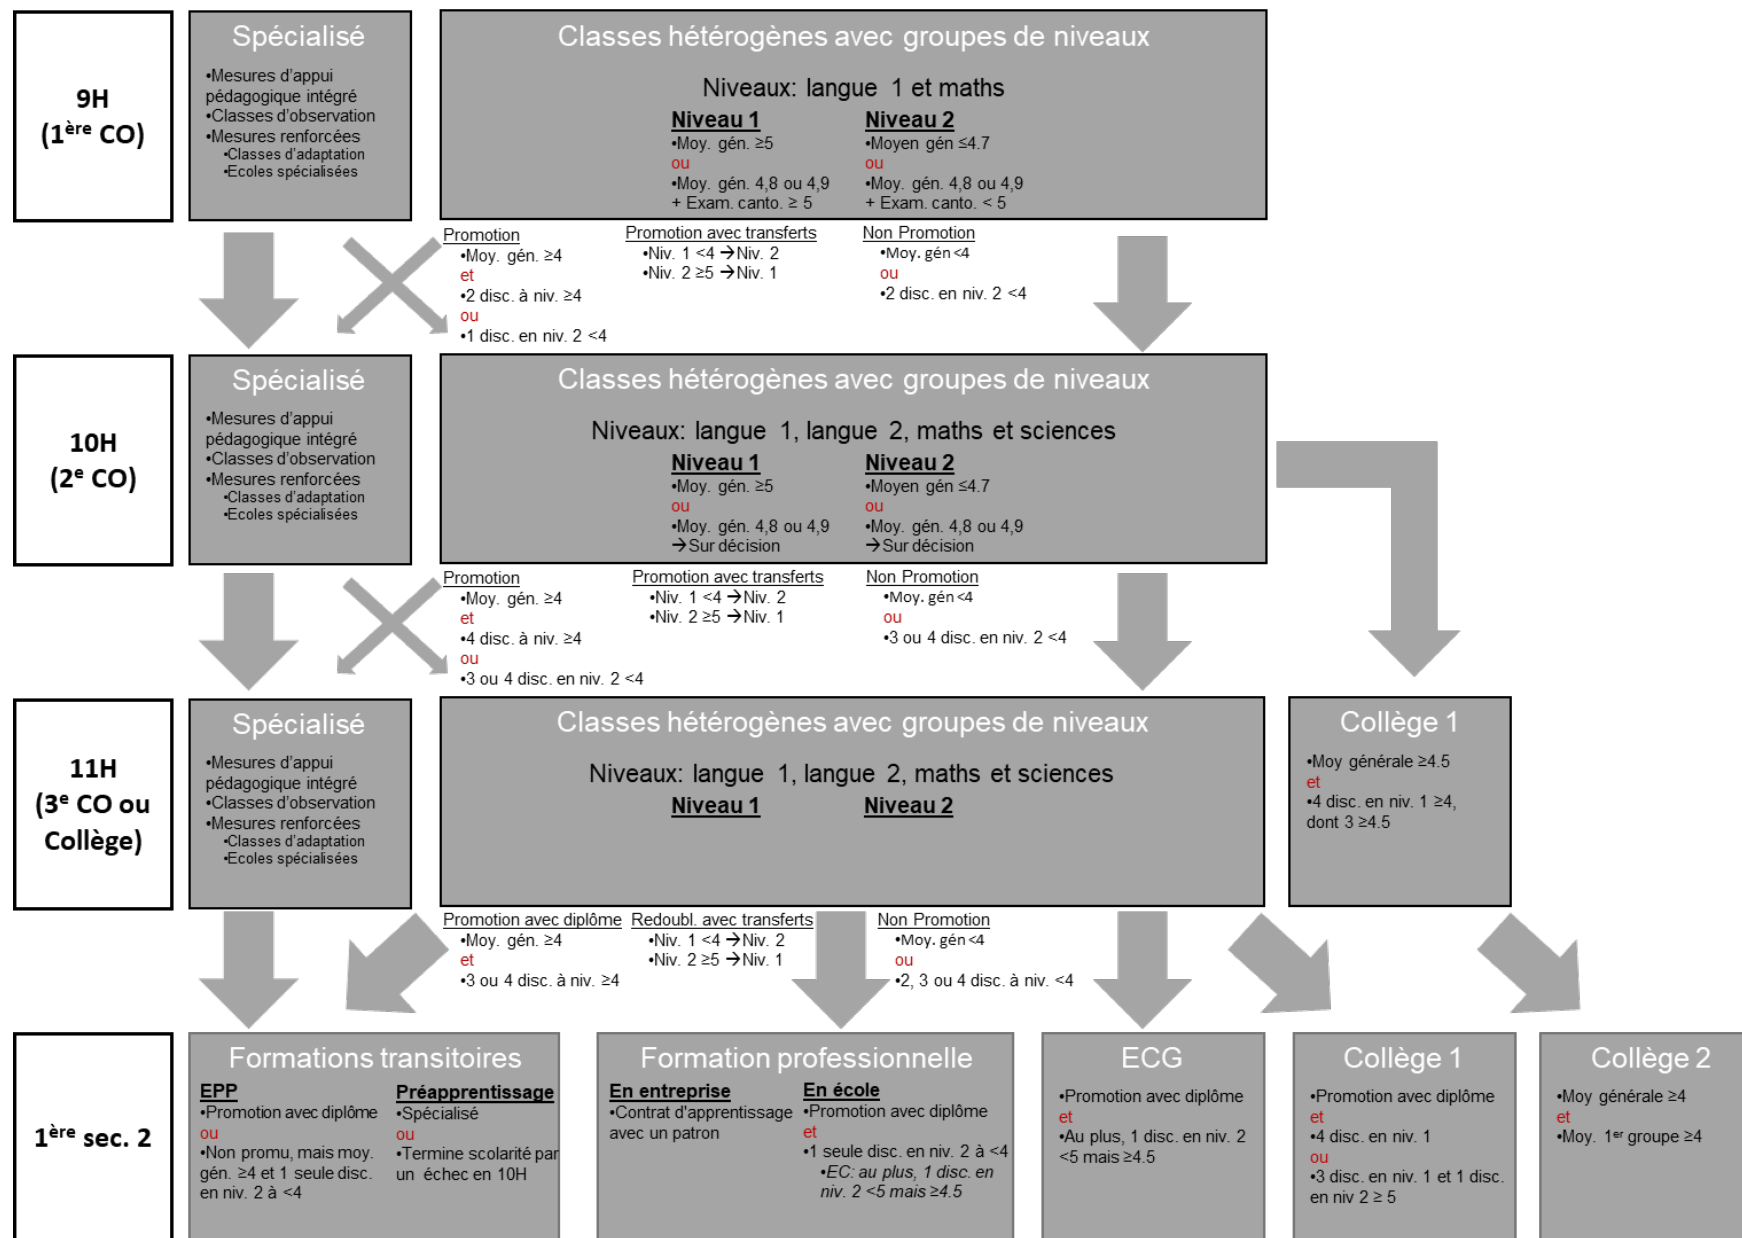 9H
(1ère CO)
Spécialisé
•Mesures d'appui
pédagogique intégré
•Classes d'observation
•Mesures renforcées
•Classes d'adaptation
•Ecoles spécialisées
Classes hétérogènes avec groupes de niveaux
Niveaux: langue 1 et maths
Niveau 1
•Moy. gén. ≥5
ou
•Moy. gén. 4,8 ou 4,9
+ Exam. canto. ≥ 5
Niveau 2
•Moyen gén ≤4.7
ou
•Moy. gén. 4,8 ou 4,9
+ Exam. canto. < 5
Promotion
•Moy. gén. ≥4
et
•2 disc. à niv. ≥4
ou
•1 disc. en niv. 2 <4
Promotion avec transferts
•Niv. 1 <4 →Niv. 2
•Niv. 2 ≥5 →Niv. 1
Non Promotion
•Moy. gén <4
ou
•2 disc. en niv. 2 <4
10H
(2e CO)
Spécialisé
•Mesures d'appui
pédagogique intégré
•Classes d'observation
•Mesures renforcées
•Classes d'adaptation
•Ecoles spécialisées
Classes hétérogènes avec groupes de niveaux
Niveaux: langue 1, langue 2, maths et sciences
Niveau 1
•Moy. gén. ≥5
ou
•Moy. gén. 4,8 ou 4,9
→Sur décision
Niveau 2
•Moyen gén ≤4.7
ou
•Moy. gén. 4,8 ou 4,9
→Sur décision
Promotion
•Moy. gén. ≥4
et
•4 disc. à niv. ≥4
ou
•3 ou 4 disc. en niv. 2 <4
Promotion avec transferts
•Niv. 1 <4 →Niv. 2
•Niv. 2 ≥5 →Niv. 1
Non Promotion
•Moy. gén <4
ou
•3 ou 4 disc. en niv. 2 <4
11H
(3e CO ou
Collège)
Spécialisé
•Mesures d'appui
pédagogique intégré
•Classes d'observation
•Mesures renforcées
•Classes d'adaptation
•Ecoles spécialisées
Classes hétérogènes avec groupes de niveaux
Niveaux: langue 1, langue 2, maths et sciences
Niveau 1
Niveau 2
Collège 1
•Moy générale ≥4.5
et
•4 disc. en niv. 1 ≥4,
dont 3 ≥4.5
Promotion avec diplôme
•Moy. gén. ≥4
et
•3 ou 4 disc. à niv. ≥4
Redoubl. avec transferts
•Niv. 1 <4 →Niv. 2
•Niv. 2 ≥5 →Niv. 1
Non Promotion
•Moy. gén <4
ou
•2, 3 ou 4 disc. à niv. <4
1ère sec. 2
Formations transitoires
EPP
•Promotion avec diplôme
ou
•Non promu, mais moy.
gén. ≥4 et 1 seule disc.
en niv. 2 à <4
Préapprentissage
•Spécialisé
ou
•Termine scolarité par
un échec en 10H
Formation professionnelle
En entreprise
•Contrat d'apprentissage
avec un patron
En école
•Promotion avec diplôme
et
•1 seule disc. en niv. 2 à <4
•EC: au plus, 1 disc. en
niv. 2 <5 mais ≥4.5
ECG
•Promotion avec diplôme
et
•Au plus, 1 disc. en niv. 2
<5 mais ≥4.5
Collège 1
•Promotion avec diplôme
et
•4 disc. en niv. 1
ou
•3 disc. en niv. 1 et 1 disc.
en niv 2 ≥ 5
Collège 2
•Moy générale ≥4
et
•Moy. 1er groupe ≥4